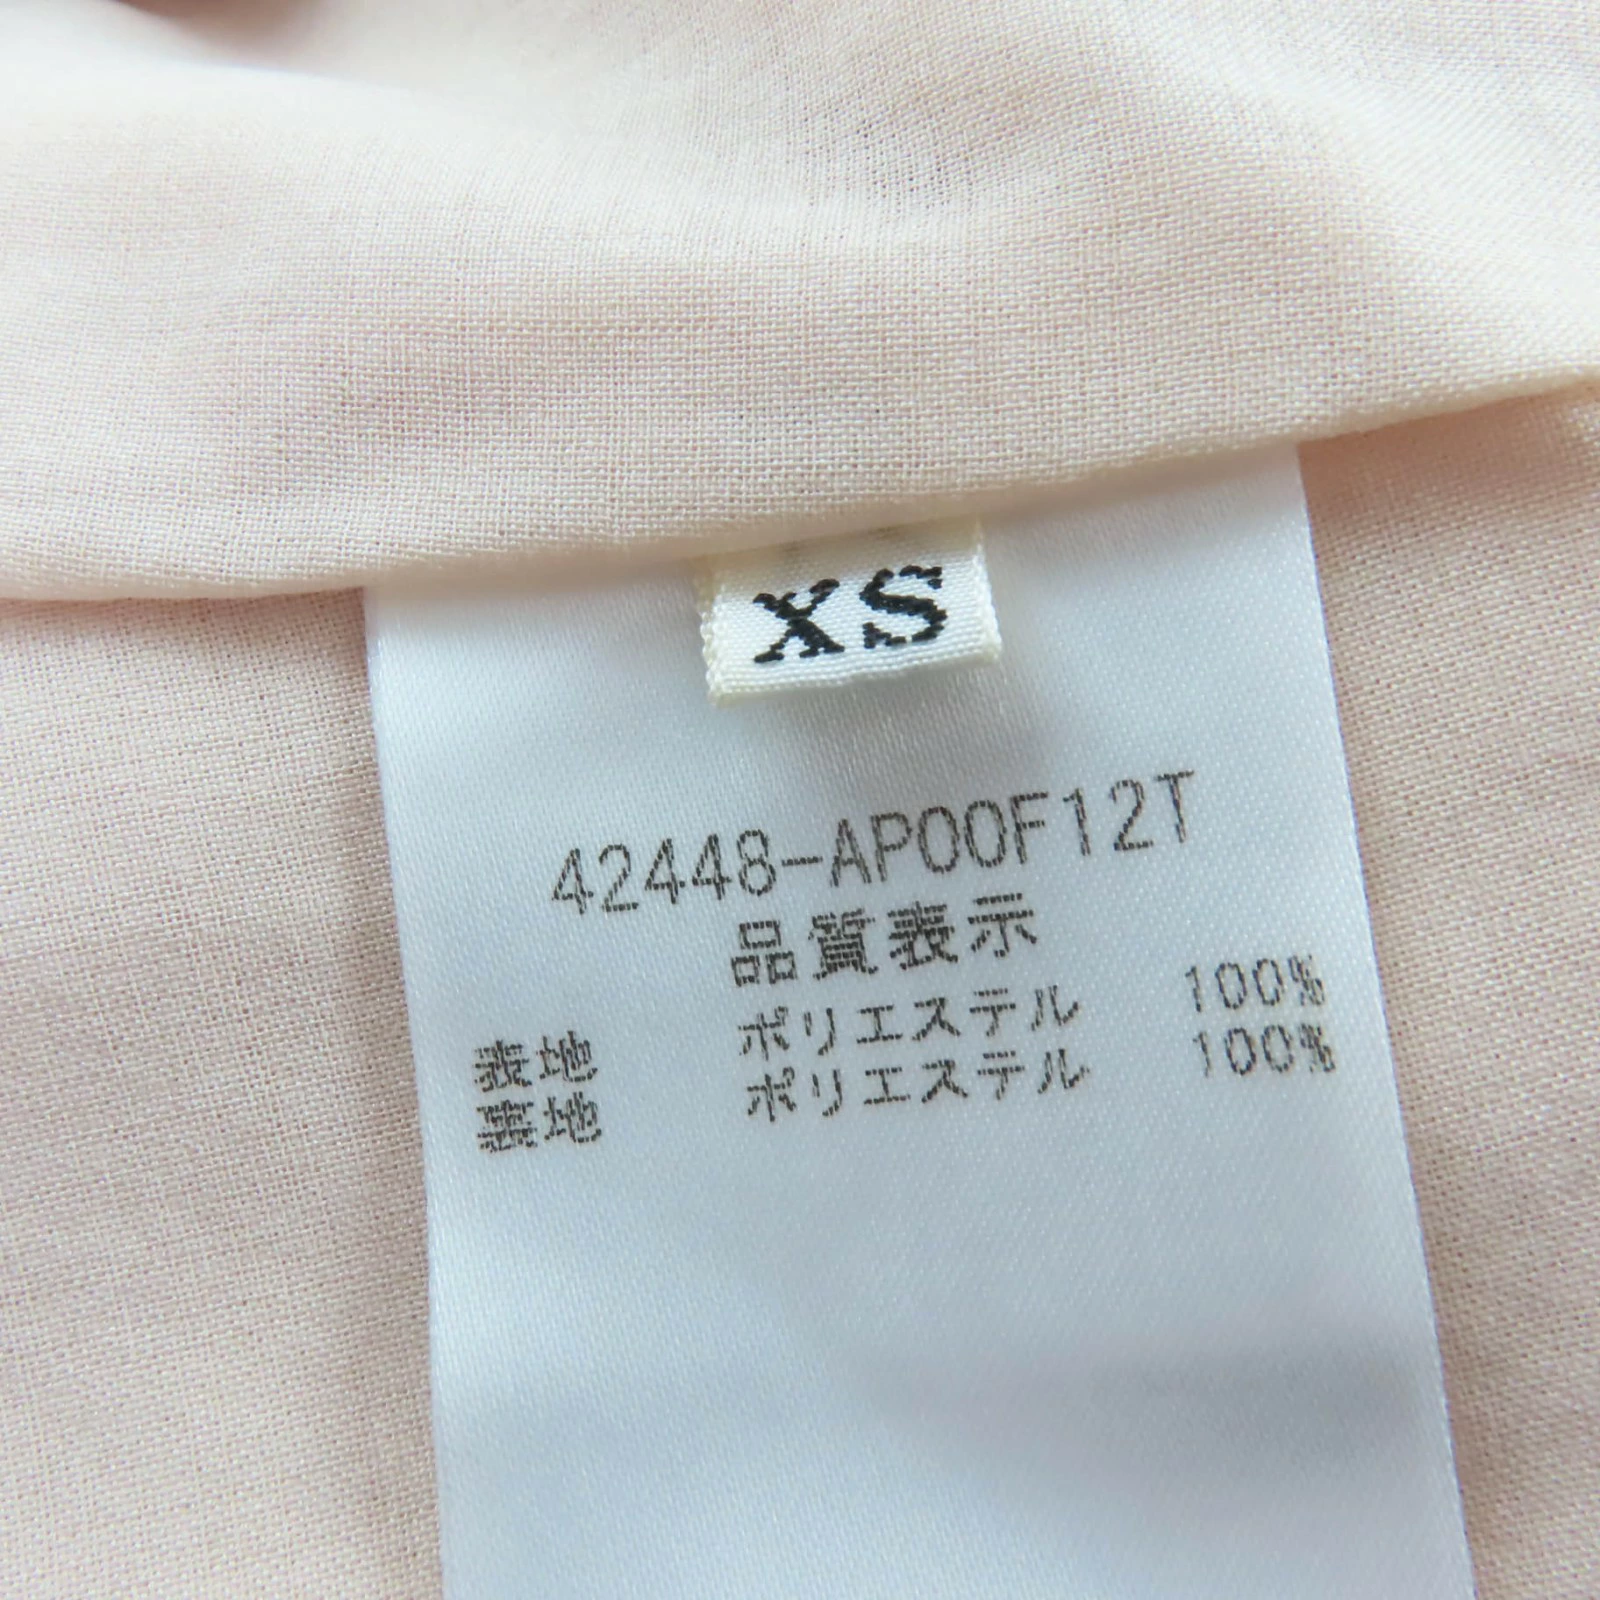 XS
42448-AP00F12T
品質表示
表地 ポリエステル 100%
裏地 ポリエステル 100%